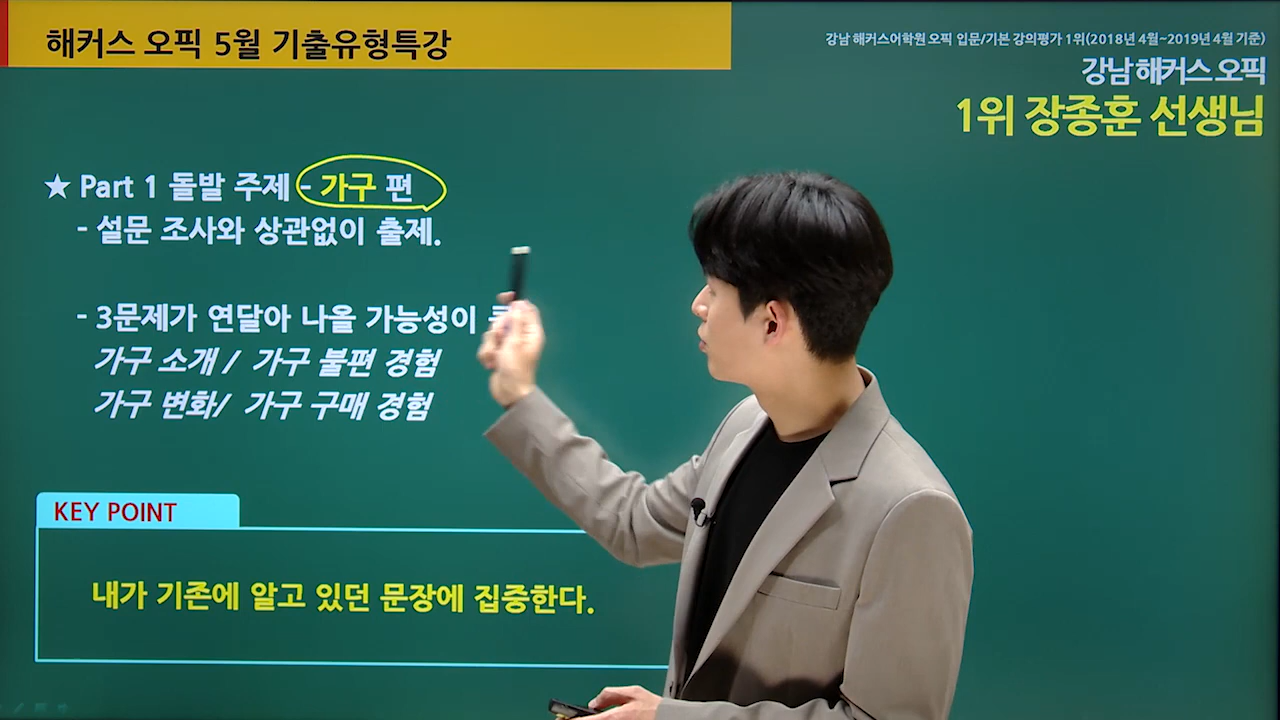 해커스 오픽 5월 기출유형특강
강남 해커스어학원 오픽 입문/기본 강의평가 1위(2018년 4월~2019년 4월 기준)
강남 해커스 오픽
1위 장종훈 선생님
★ Part 1 돌발 주제 - 가구 편
- 설문 조사와 상관없이 출제.
- 3문제가 연달아 나올 가능성이
가구 소개 / 가구 불편 경험
가구 변화/ 가구 구매 경험
KEY POINT
내가 기존에 알고 있던 문장에 집중한다.